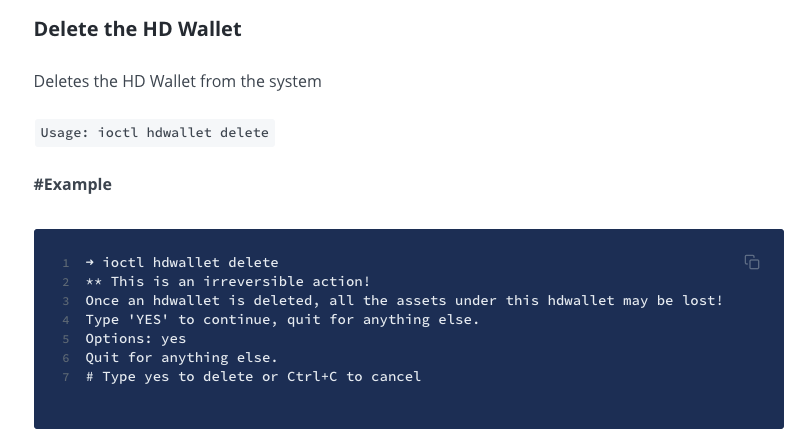 Delete the HD Wallet
Deletes the HD Wallet from the system
Usage: ioctl hdwallet delete
#Example
1 → ioctl hdwallet delete
2 ** This is an irreversible action!
3 Once an hdwallet is deleted, all the assets under this hdwallet may be lost!
4 Type 'YES' to continue, quit for anything else.
5 Options: yes
6 Quit for anything else.
7 # Type yes to delete or Ctrl+C to cancel